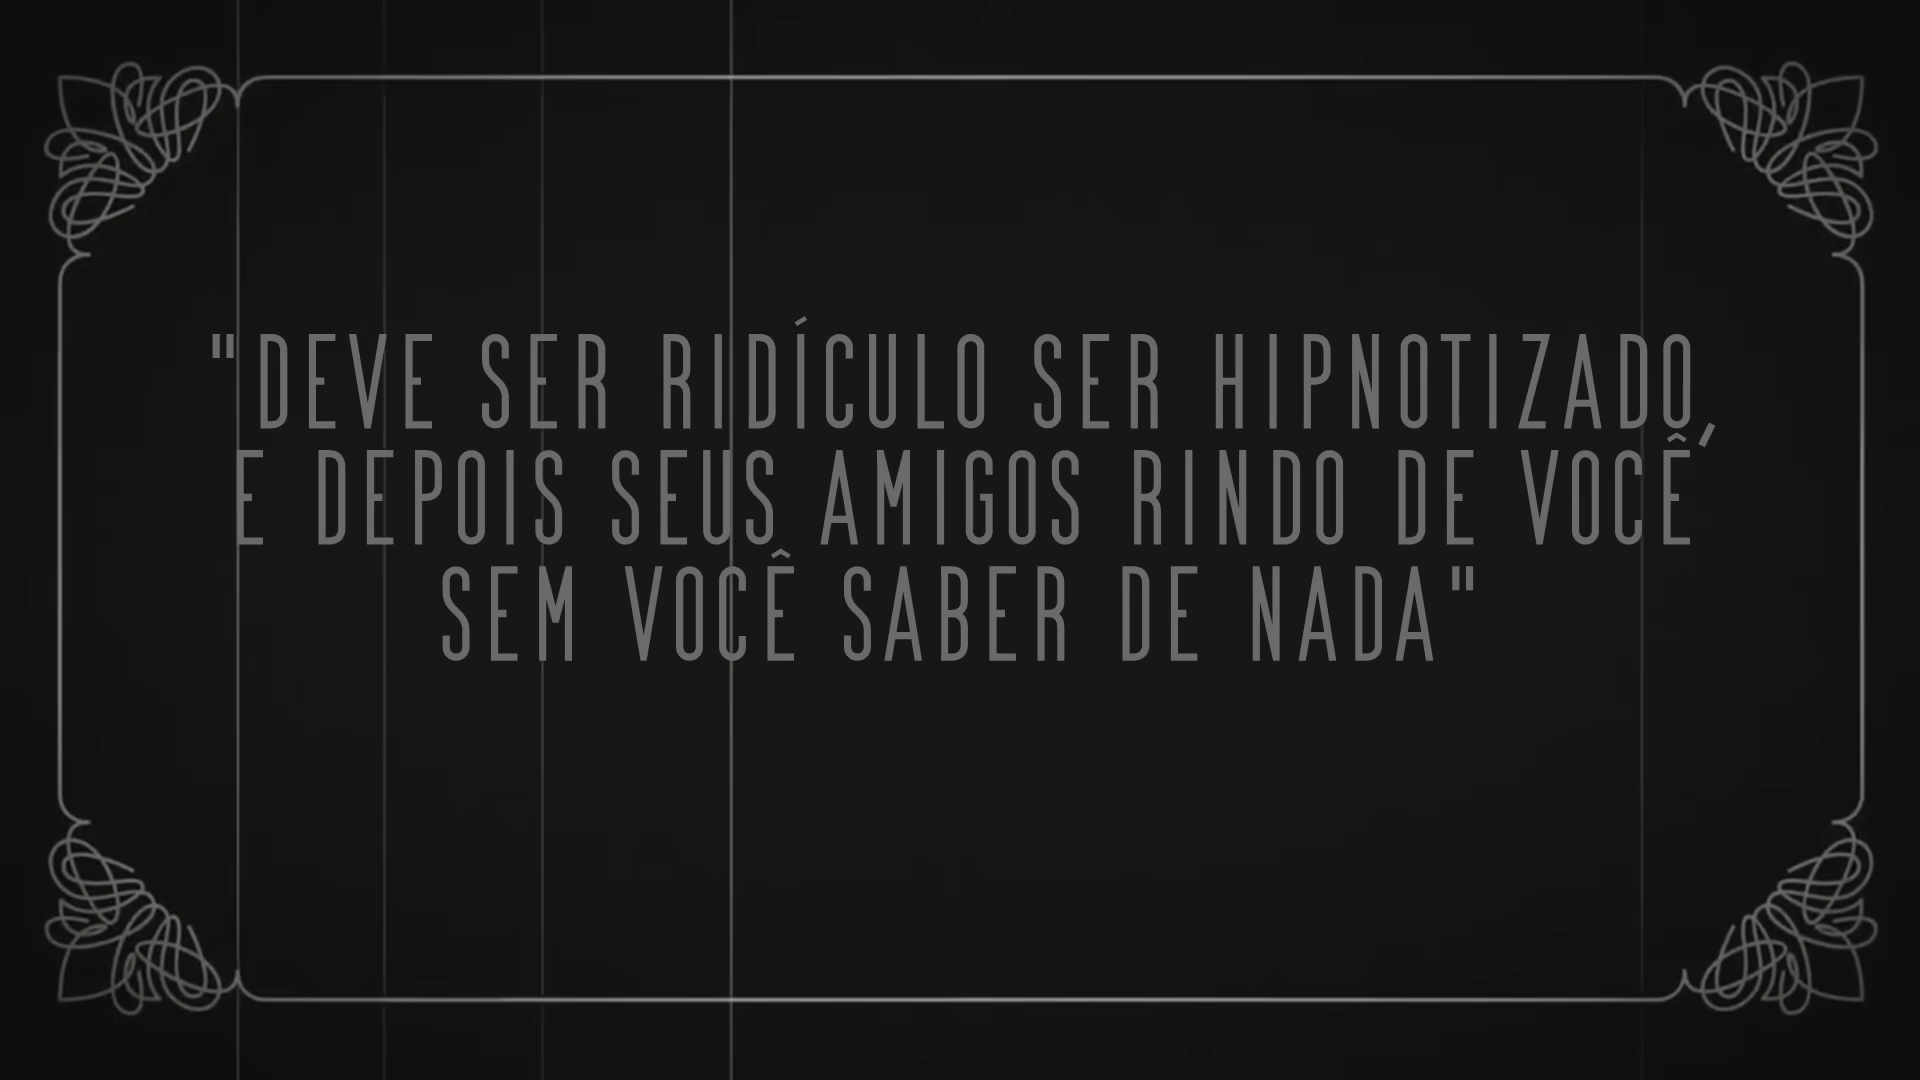 "DEVE SER RIDÍCULO SER HIPNOTIZADO,
E DEPOIS SEUS AMIGOS RINDO DE VOCÊ
SEM VOCÊ SABER DE NADA"